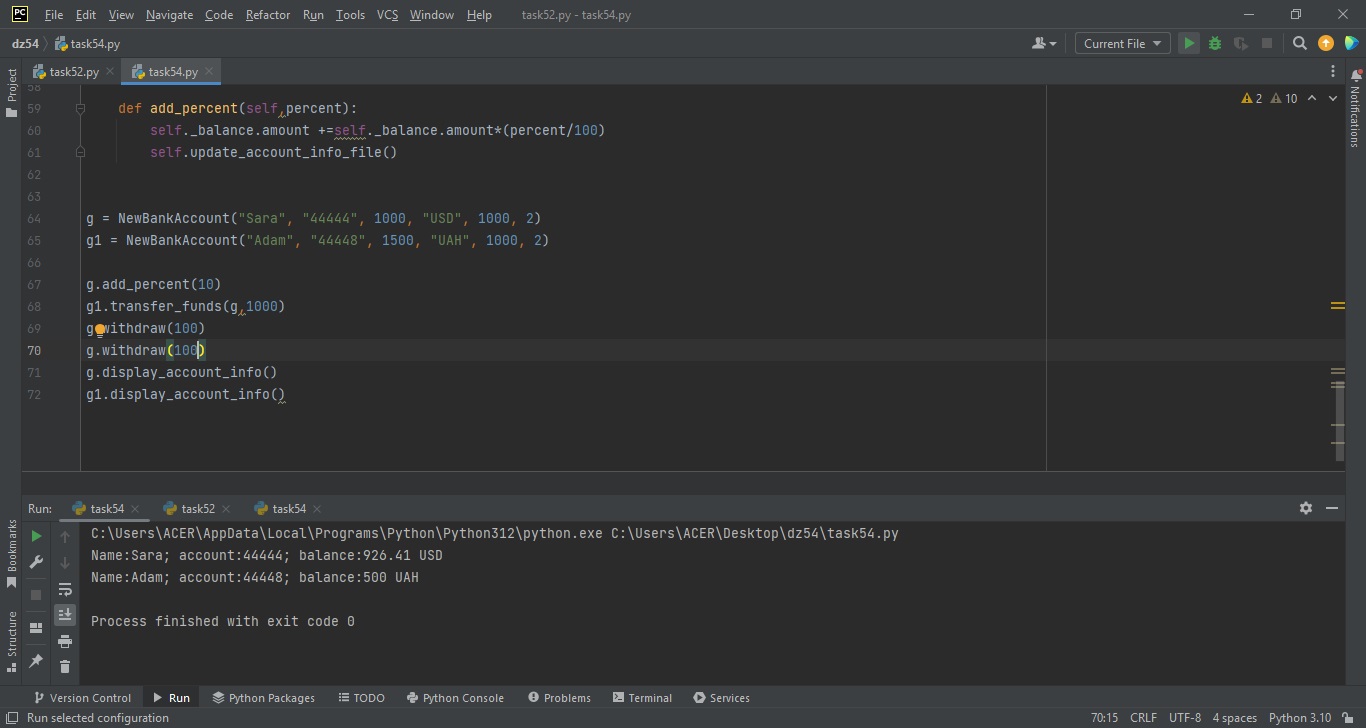 PC File Edit View Navigate Code Refactor Run Tools VCS Window Help task52.py - task54.py
dz54 task54.py Current File
Project
task52.py task54.py
Notifications
58
2 10
59 def add_percent(self,percent):
60 self._balance.amount +=self._balance.amount*(percent/100)
61 self.update_account_info_file()
62
63
64 g = NewBankAccount("Sara", "44444", 1000, "USD", 1000, 2)
65 g1 = NewBankAccount("Adam", "44448", 1500, "UAH", 1000, 2)
66
67 g.add_percent(10)
68 g1.transfer_funds(g,1000)
69 g withdraw(100)
70 g.withdraw(100)
71 g.display_account_info()
72 g1.display_account_info()
Run: task54 task52 task54
Bookmarks
Structure
C:\Users\ACER\AppData\Local\Programs\Python\Python312\python.exe C:\Users\ACER\Desktop\dz54\task54.py
Name:Sara; account:44444; balance:926.41 USD
Name:Adam; account:44448; balance:500 UAH
Process finished with exit code 0
Version Control Run Python Packages TODO Python Console Problems Terminal Services
Run selected configuration 70:15 CRLF UTF-8 4 spaces Python 3.10